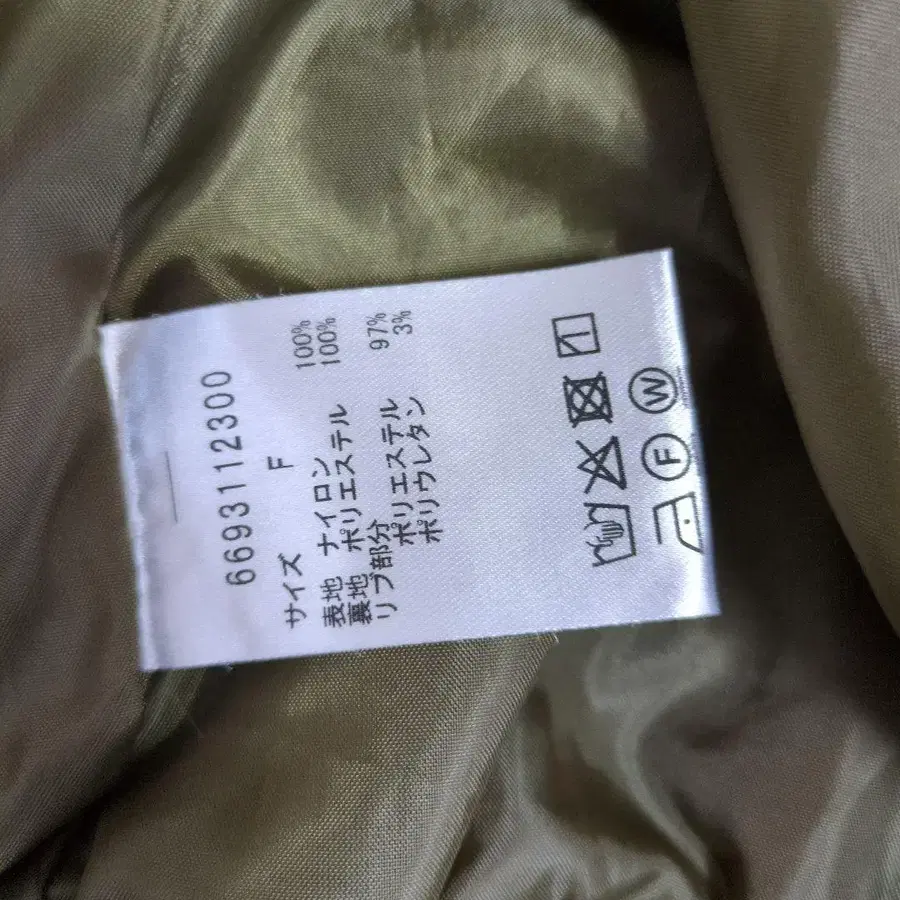 6693112300
サイズ F
表地 ナイロン 100%
裏地 ポリエステル 100%
リブ部分
ポリエステル 97%
ポリウレタン 3%
F W